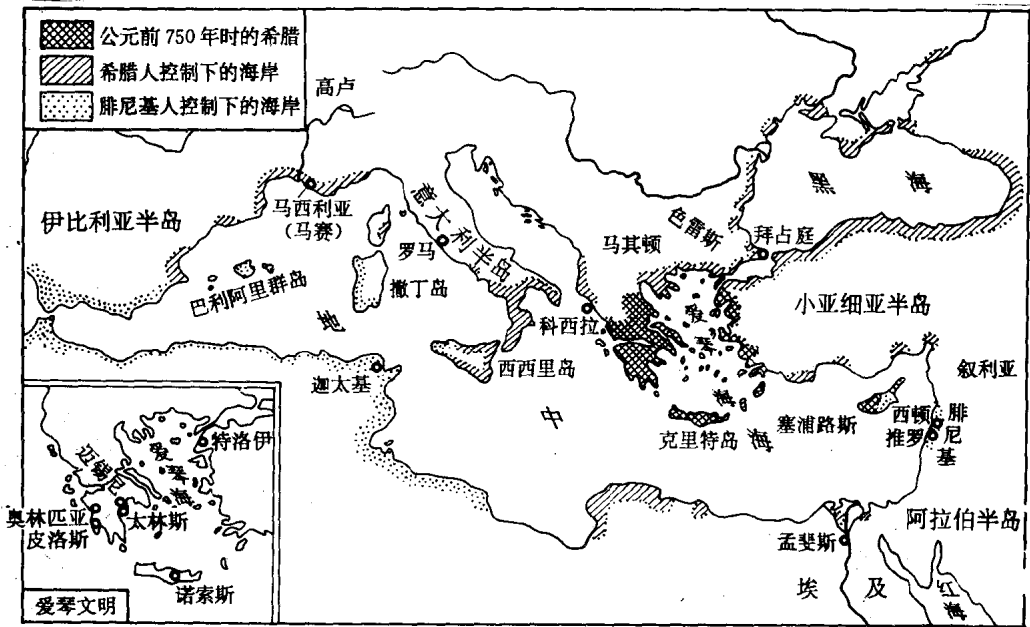 公元前750年时的希腊
希腊人控制下的海岸
腓尼基人控制下的海岸
高卢
黑海
伊比利亚半岛
马西利亚
(马赛)
意大利半岛
罗马
色雷斯
马其顿
拜占庭
巴利阿里群岛
撒丁岛
小亚细亚半岛
科西拉
爱琴海
地中海
西西里岛
迦太基
叙利亚
克里特岛
塞浦路斯
西顿
推罗
腓尼基
阿拉伯半岛
孟斐斯
埃及
红海
特洛伊
爱琴海
迈锡
奥林匹亚
太林斯
皮洛斯
诺索斯
爱琴文明